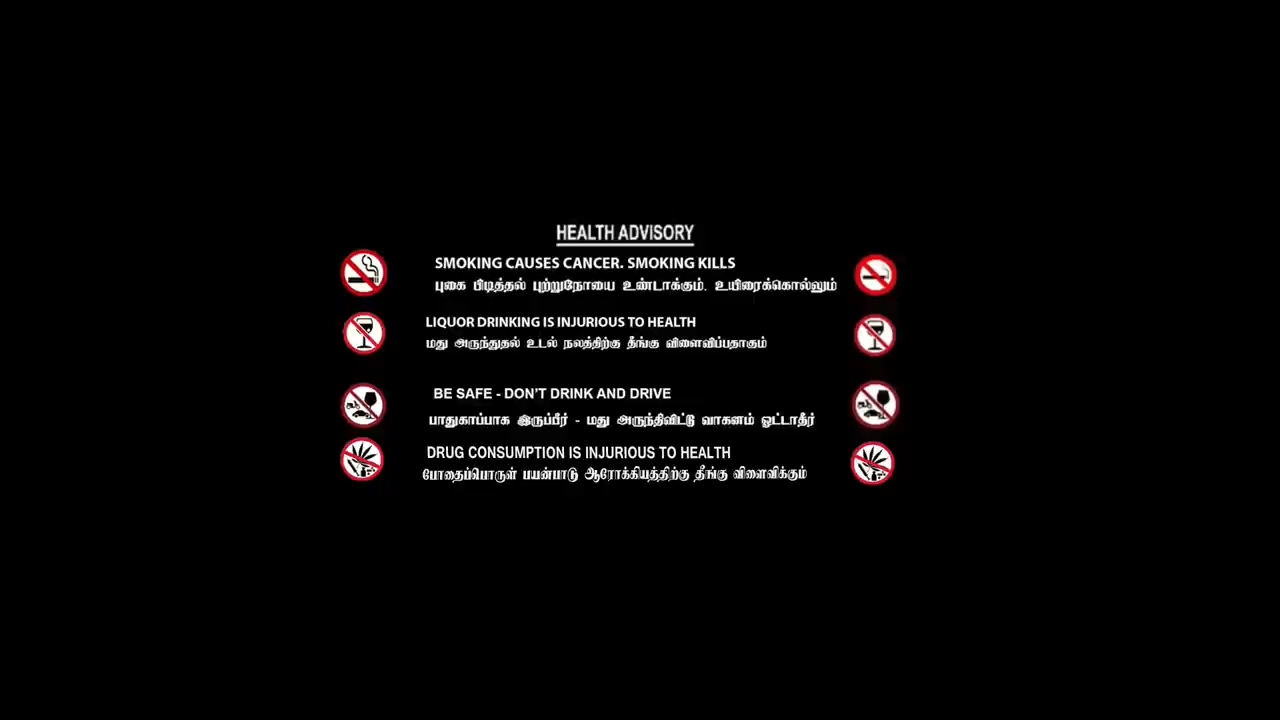 HEALTH ADVISORY
SMOKING CAUSES CANCER. SMOKING KILLS
புகை பிடித்தல் புற்றுநோயை உண்டாக்கும். உயிரைக்கொல்லும்
LIQUOR DRINKING IS INJURIOUS TO HEALTH
மது அருந்துதல் உடல் நலத்திற்கு தீங்கு விளைவிப்பதாகும்
BE SAFE - DON'T DRINK AND DRIVE
பாதுகாப்பாக இருப்பீர் - மது அருந்திவிட்டு வாகனம் ஓட்டாதீர்
DRUG CONSUMPTION IS INJURIOUS TO HEALTH
போதைப்பொருள் பயன்பாடு ஆரோக்கியத்திற்கு தீங்கு விளைவிக்கும்